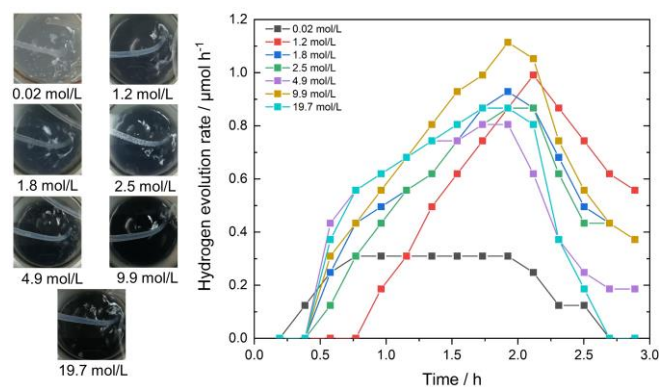 0.02 mol/L
1.2 mol/L
1.8 mol/L
2.5 mol/L
4.9 mol/L
9.9 mol/L
19.7 mol/L
Hydrogen evolution rate / µmol h⁻¹
1.2
1.0
0.8
0.6
0.4
0.2
0.0
0.02 mol/L
1.2 mol/L
1.8 mol/L
2.5 mol/L
4.9 mol/L
9.9 mol/L
19.7 mol/L
0.0 0.5 1.0 1.5 2.0 2.5 3.0
Time / h